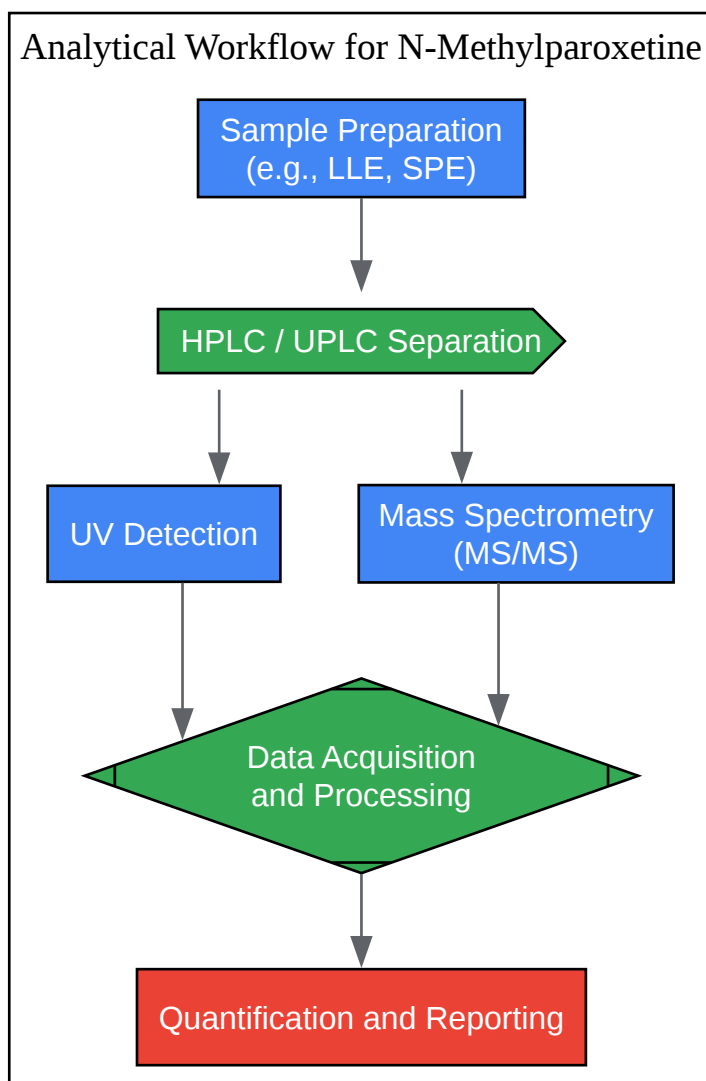 Analytical Workflow for N-Methylparoxetine
Sample Preparation
(e.g., LLE, SPE)
HPLC / UPLC Separation
UV Detection
Mass Spectrometry
(MS/MS)
Data Acquisition
and Processing
Quantification and Reporting